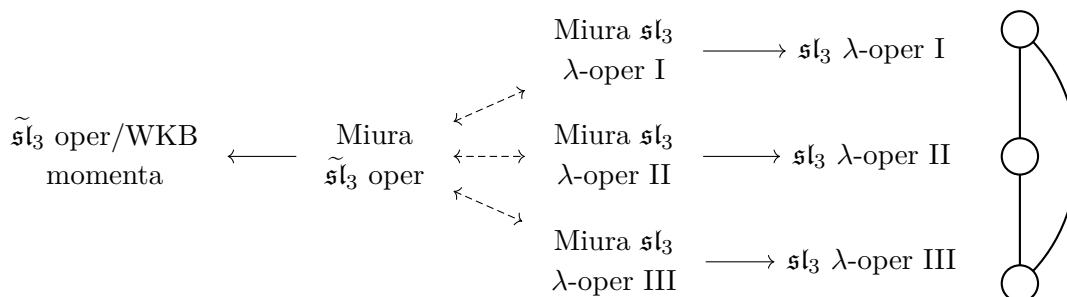 Miura 𝔰𝔩₃
λ-oper I
𝔰𝔩₃ λ-oper I
𝔰𝔩̃₃ oper/WKB
momenta
Miura
𝔰𝔩̃₃ oper
Miura 𝔰𝔩₃
λ-oper II
𝔰𝔩₃ λ-oper II
Miura 𝔰𝔩₃
λ-oper III
𝔰𝔩₃ λ-oper III